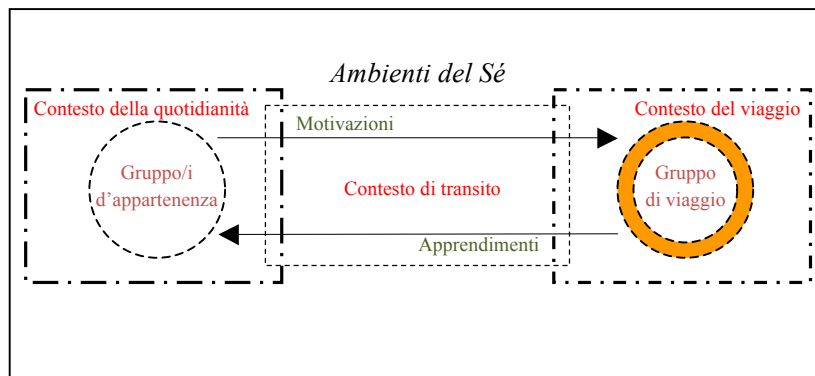 Ambienti del Sé
Contesto della quotidianità
Contesto del viaggio
Motivazioni
Gruppo/i
d’appartenenza
Contesto di transito
Gruppo
di viaggio
Apprendimenti